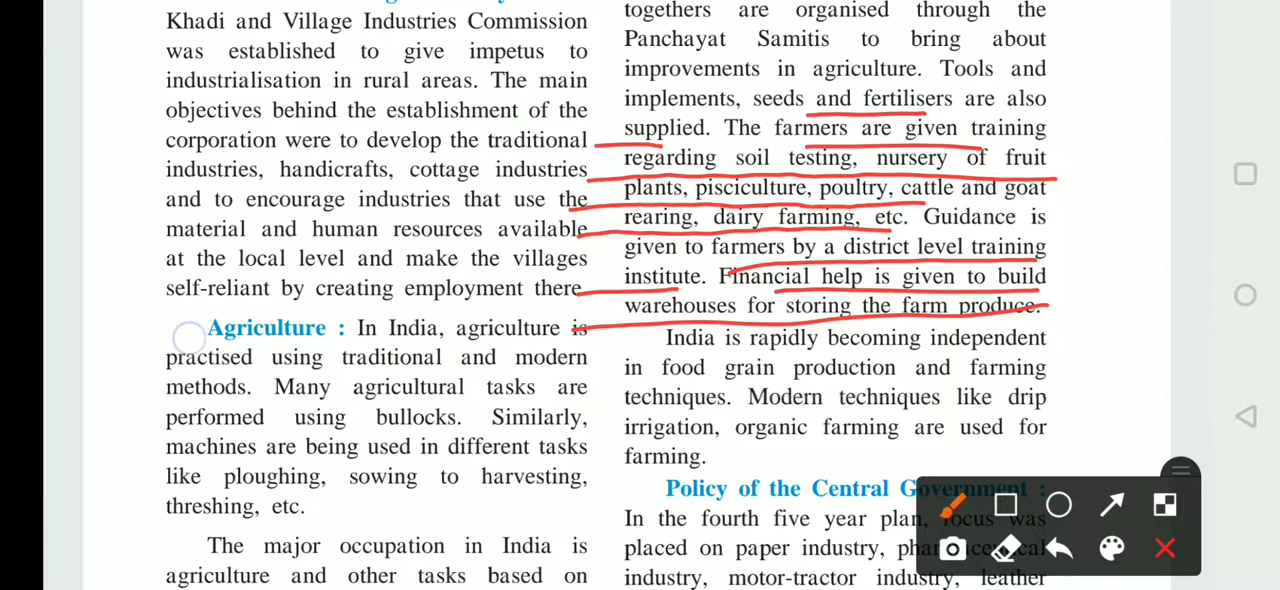 Khadi and Village Industries Commission
was established to give impetus to
industrialisation in rural areas. The main
objectives behind the establishment of the
corporation were to develop the traditional
industries, handicrafts, cottage industries
and to encourage industries that use the
material and human resources available
at the local level and make the villages
self-reliant by creating employment there
Agriculture : In India, agriculture is
practised using traditional and modern
methods. Many agricultural tasks are
performed using bullocks. Similarly,
machines are being used in different tasks
like ploughing, sowing to harvesting,
threshing, etc.
The major occupation in India is
agriculture and other tasks based on
togethers are organised through the
Panchayat Samitis to bring about
improvements in agriculture. Tools and
implements, seeds and fertilisers are also
supplied. The farmers are given training
regarding soil testing, nursery of fruit
plants, pisciculture, poultry, cattle and goat
rearing, dairy farming, etc. Guidance is
given to farmers by a district level training
institute. Financial help is given to build
warehouses for storing the farm produce.
India is rapidly becoming independent
in food grain production and farming
techniques. Modern techniques like drip
irrigation, organic farming are used for
farming.
Policy of the Central Government :
In the fourth five year plan, focus was
placed on paper industry, pharmaceutical
industry, motor-tractor industry, leather